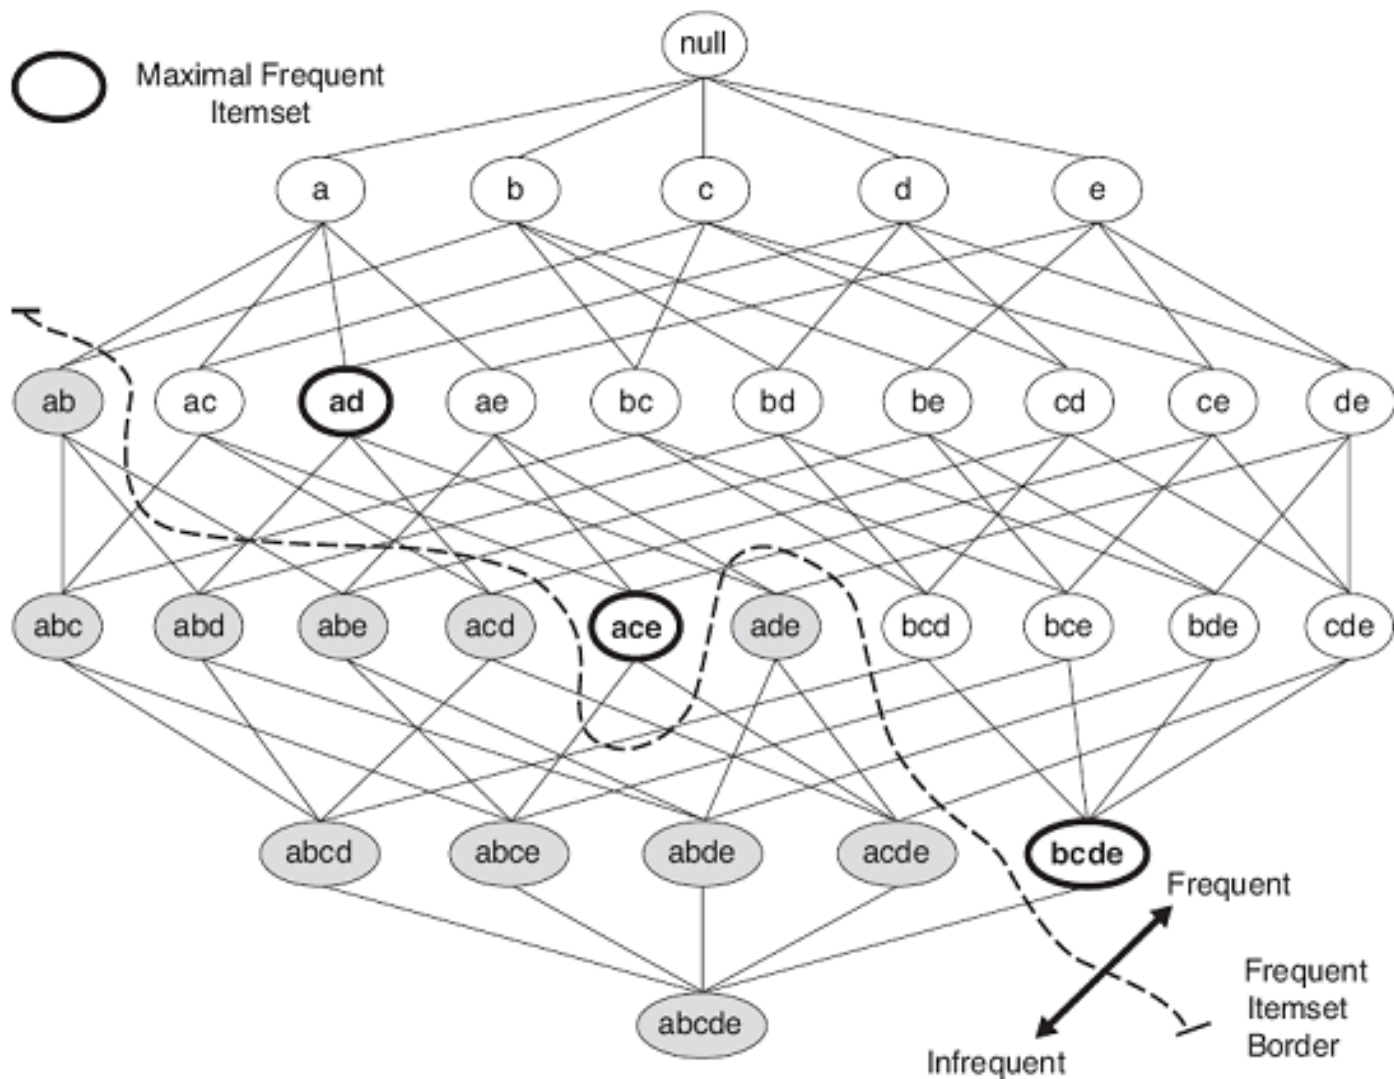 null
Maximal Frequent
Itemset
a b c d e
ab ac ad ae bc bd be cd ce de
abc abd abe acd ace ade bcd bce bde cde
abcd abce abde acde bcde
Frequent
Frequent
Itemset
Border
abcde
Infrequent